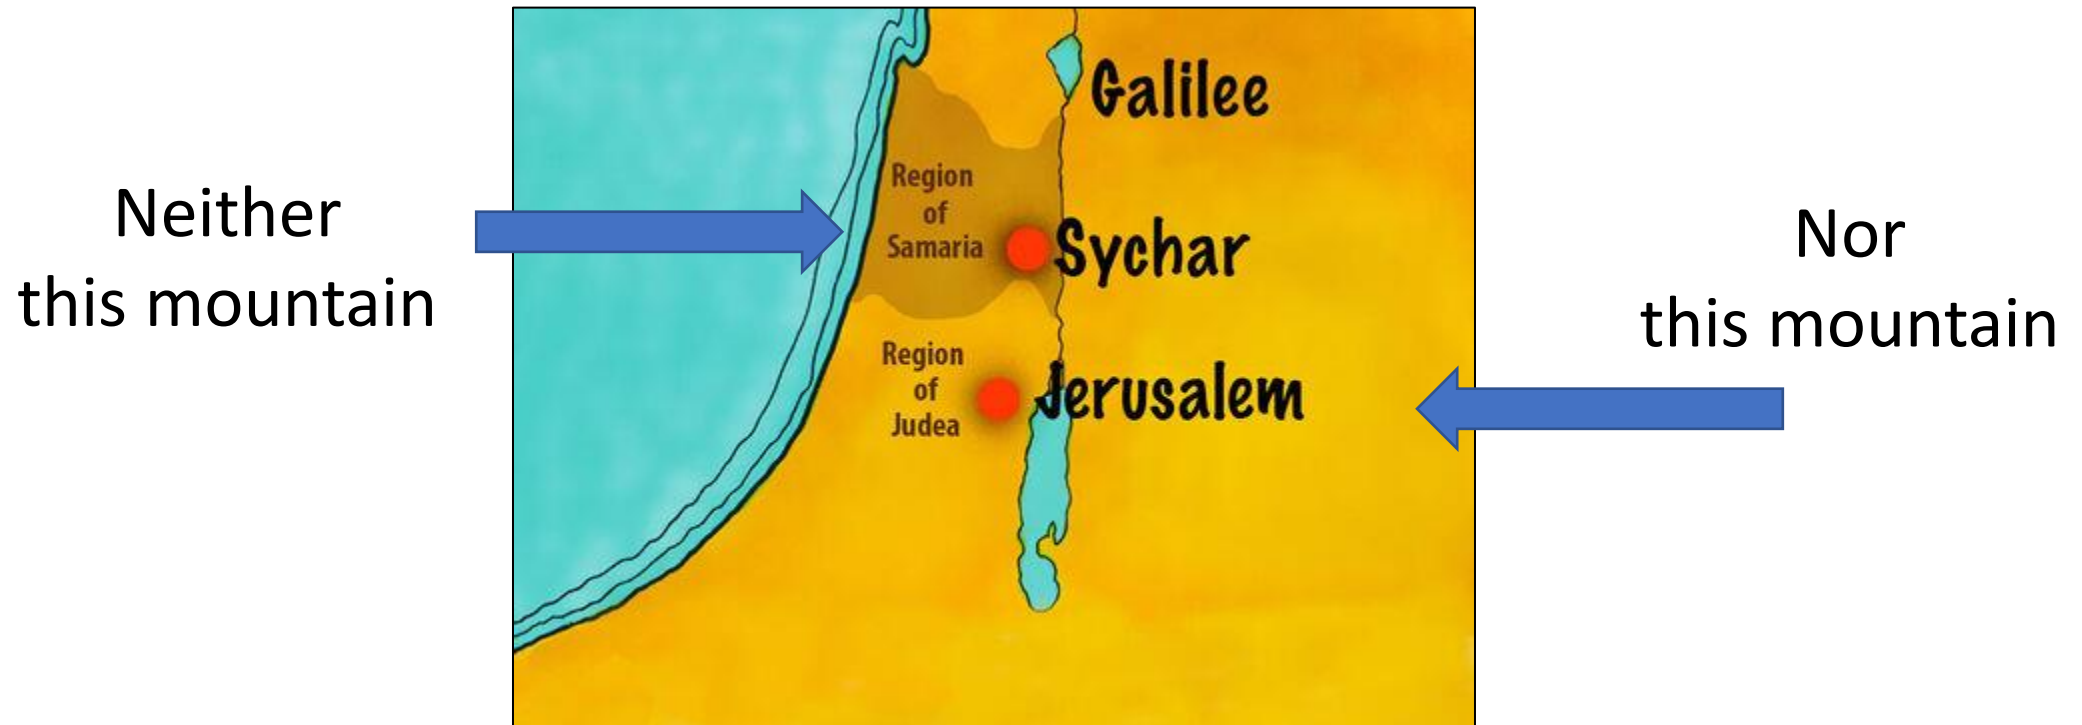 Neither
this mountain
Galilee
Region
of
Samaria
Sychar
Region
of
Judea
Jerusalem
Nor
this mountain